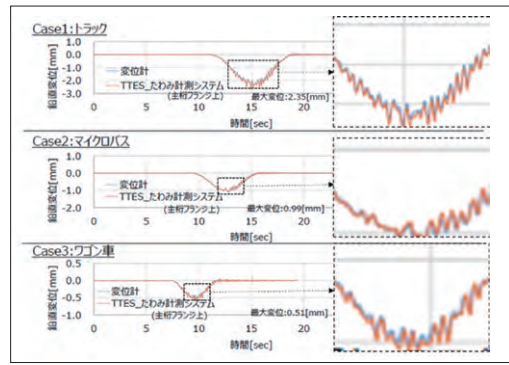 Case1:トラック
1.0
0.0
-1.0
-2.0
-3.0
鉛直変位[mm]
変位計
TTES_たわみ計測システム
(主桁フランジ上)
最大変位:2.35[mm]
0 5 10 15 20
時間[sec]
Case2:マイクロバス
1.0
0.0
-1.0
-2.0
鉛直変位[mm]
変位計
TTES_たわみ計測システム
(主桁フランジ上)
最大変位:0.99[mm]
0 5 10 15 20
時間[sec]
Case3:ワゴン車
0.5
0.0
-0.5
-1.0
鉛直変位[mm]
変位計
TTES_たわみ計測システム
(主桁フランジ上)
最大変位:0.51[mm]
0 5 10 15 20
時間[sec]